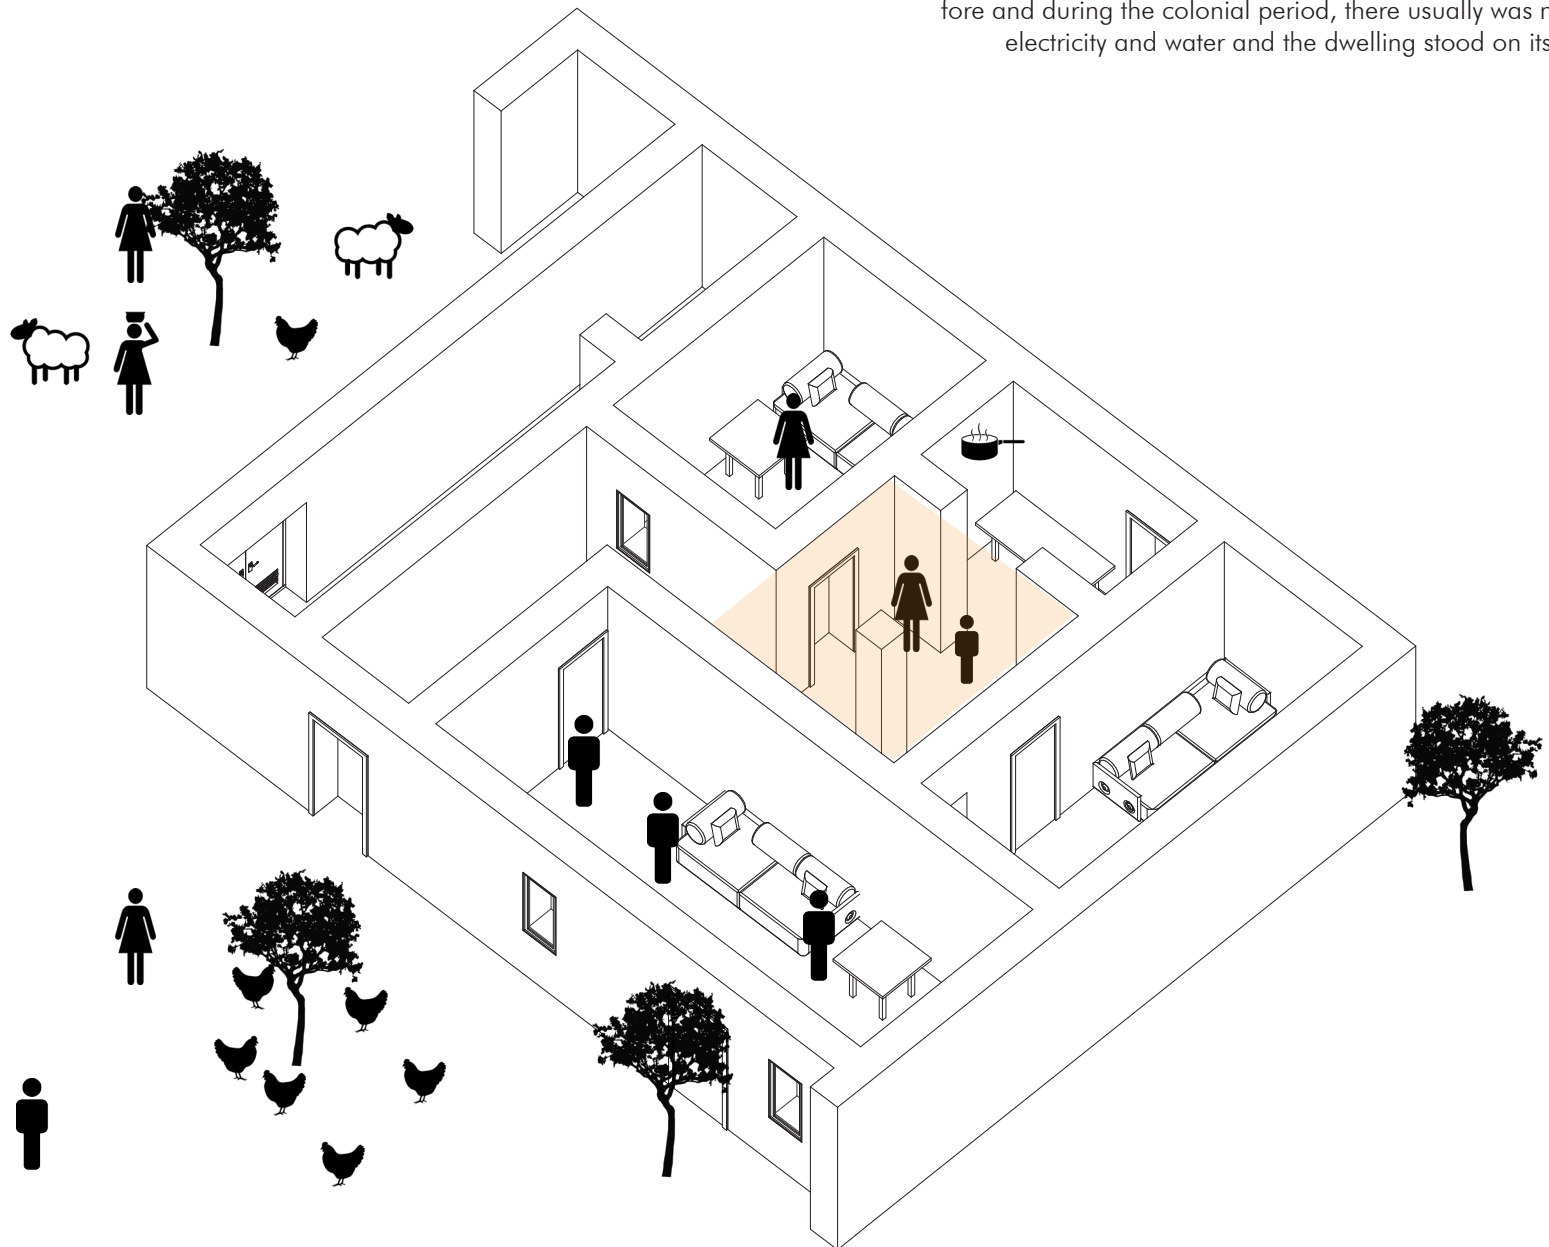 fore and during the colonial period, there usually was
electricity and water and the dwelling stood on its